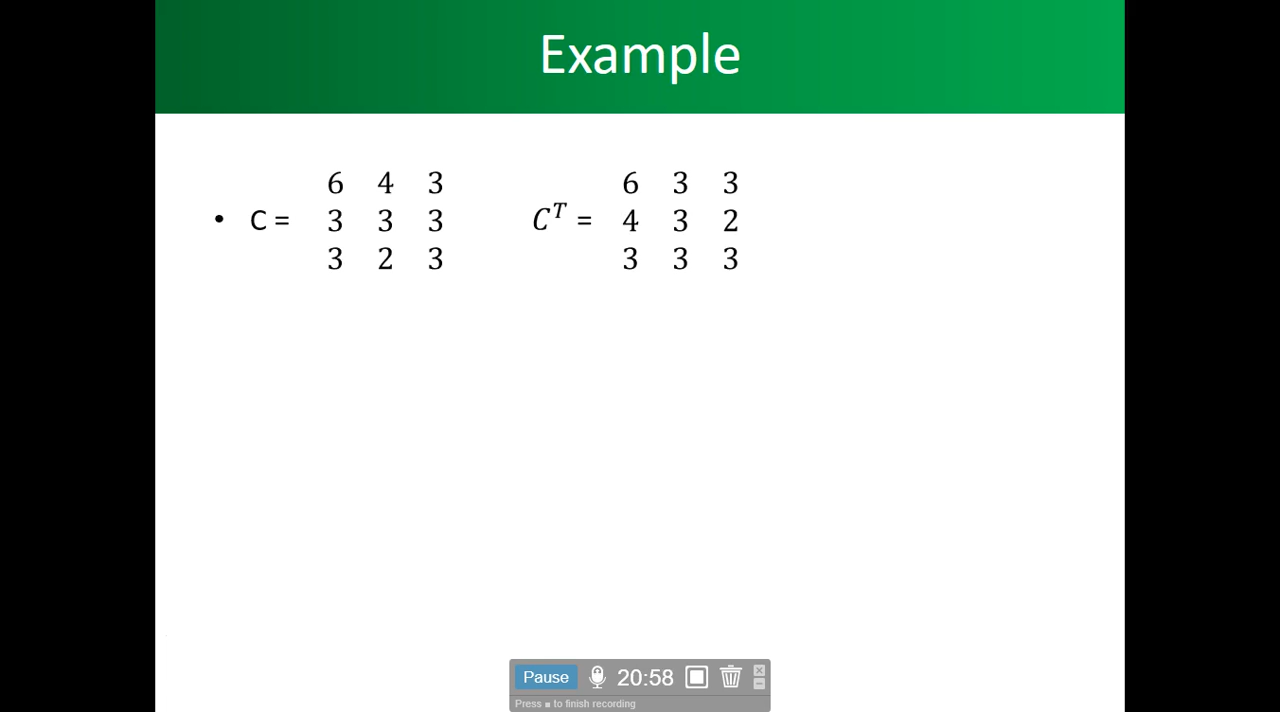 Example
6 4 3 6 3 3
• C = 3 3 3 C^T = 4 3 2
3 2 3 3 3 3
Pause 20:58
Press ■ to finish recording